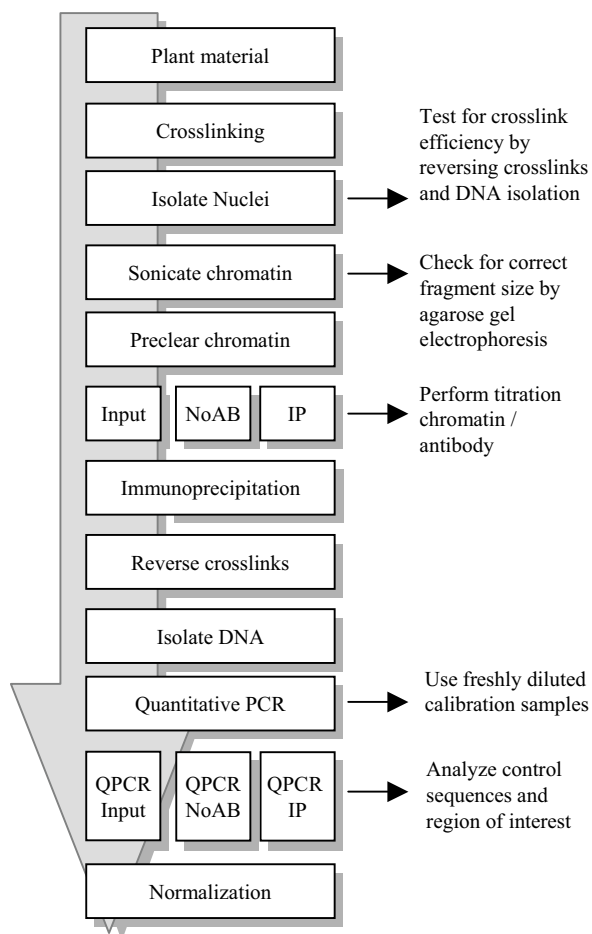 Plant material
Crosslinking
Test for crosslink
efficiency by
reversing crosslinks
and DNA isolation
Isolate Nuclei
Sonicate chromatin
Check for correct
fragment size by
agarose gel
electrophoresis
Preclear chromatin
Input
NoAB
IP
Perform titration
chromatin /
antibody
Immunoprecipitation
Reverse crosslinks
Isolate DNA
Quantitative PCR
Use freshly diluted
calibration samples
QPCR
Input
QPCR
NoAB
QPCR
IP
Analyze control
sequences and
region of interest
Normalization